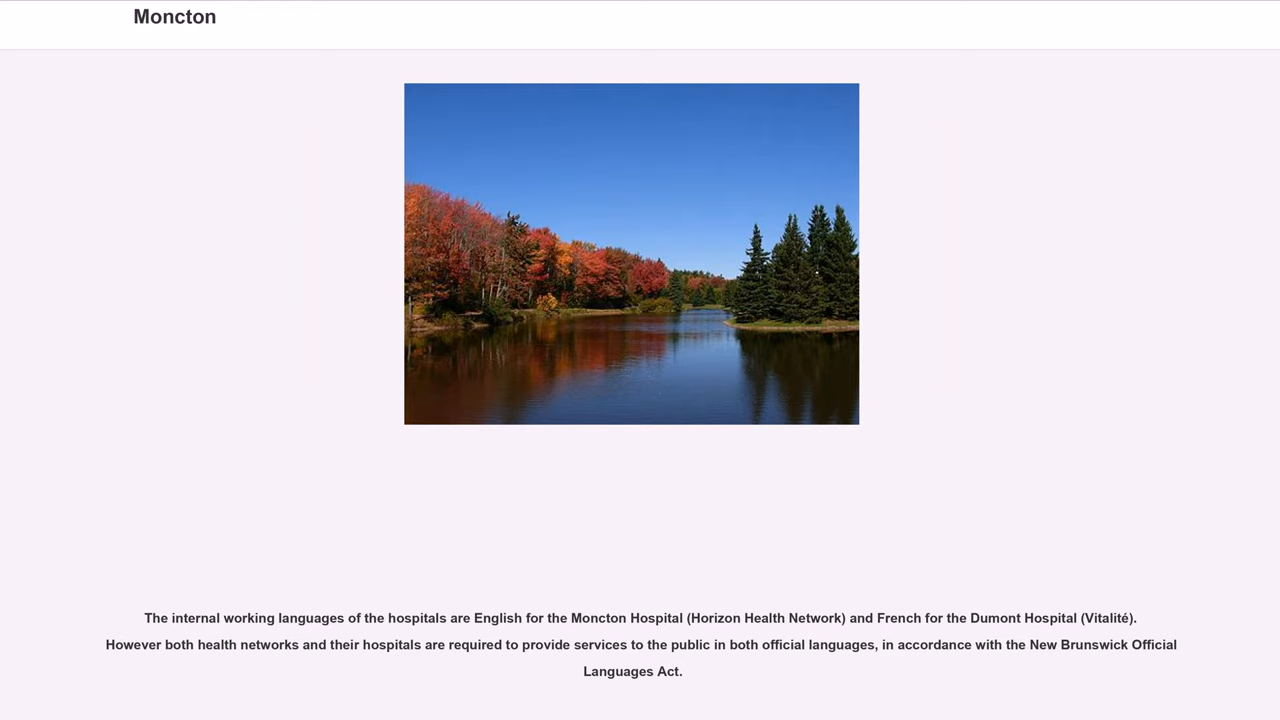 Moncton
The internal working languages of the hospitals are English for the Moncton Hospital (Horizon Health Network) and French for the Dumont Hospital (Vitalité).
However both health networks and their hospitals are required to provide services to the public in both official languages, in accordance with the New Brunswick Official
Languages Act.